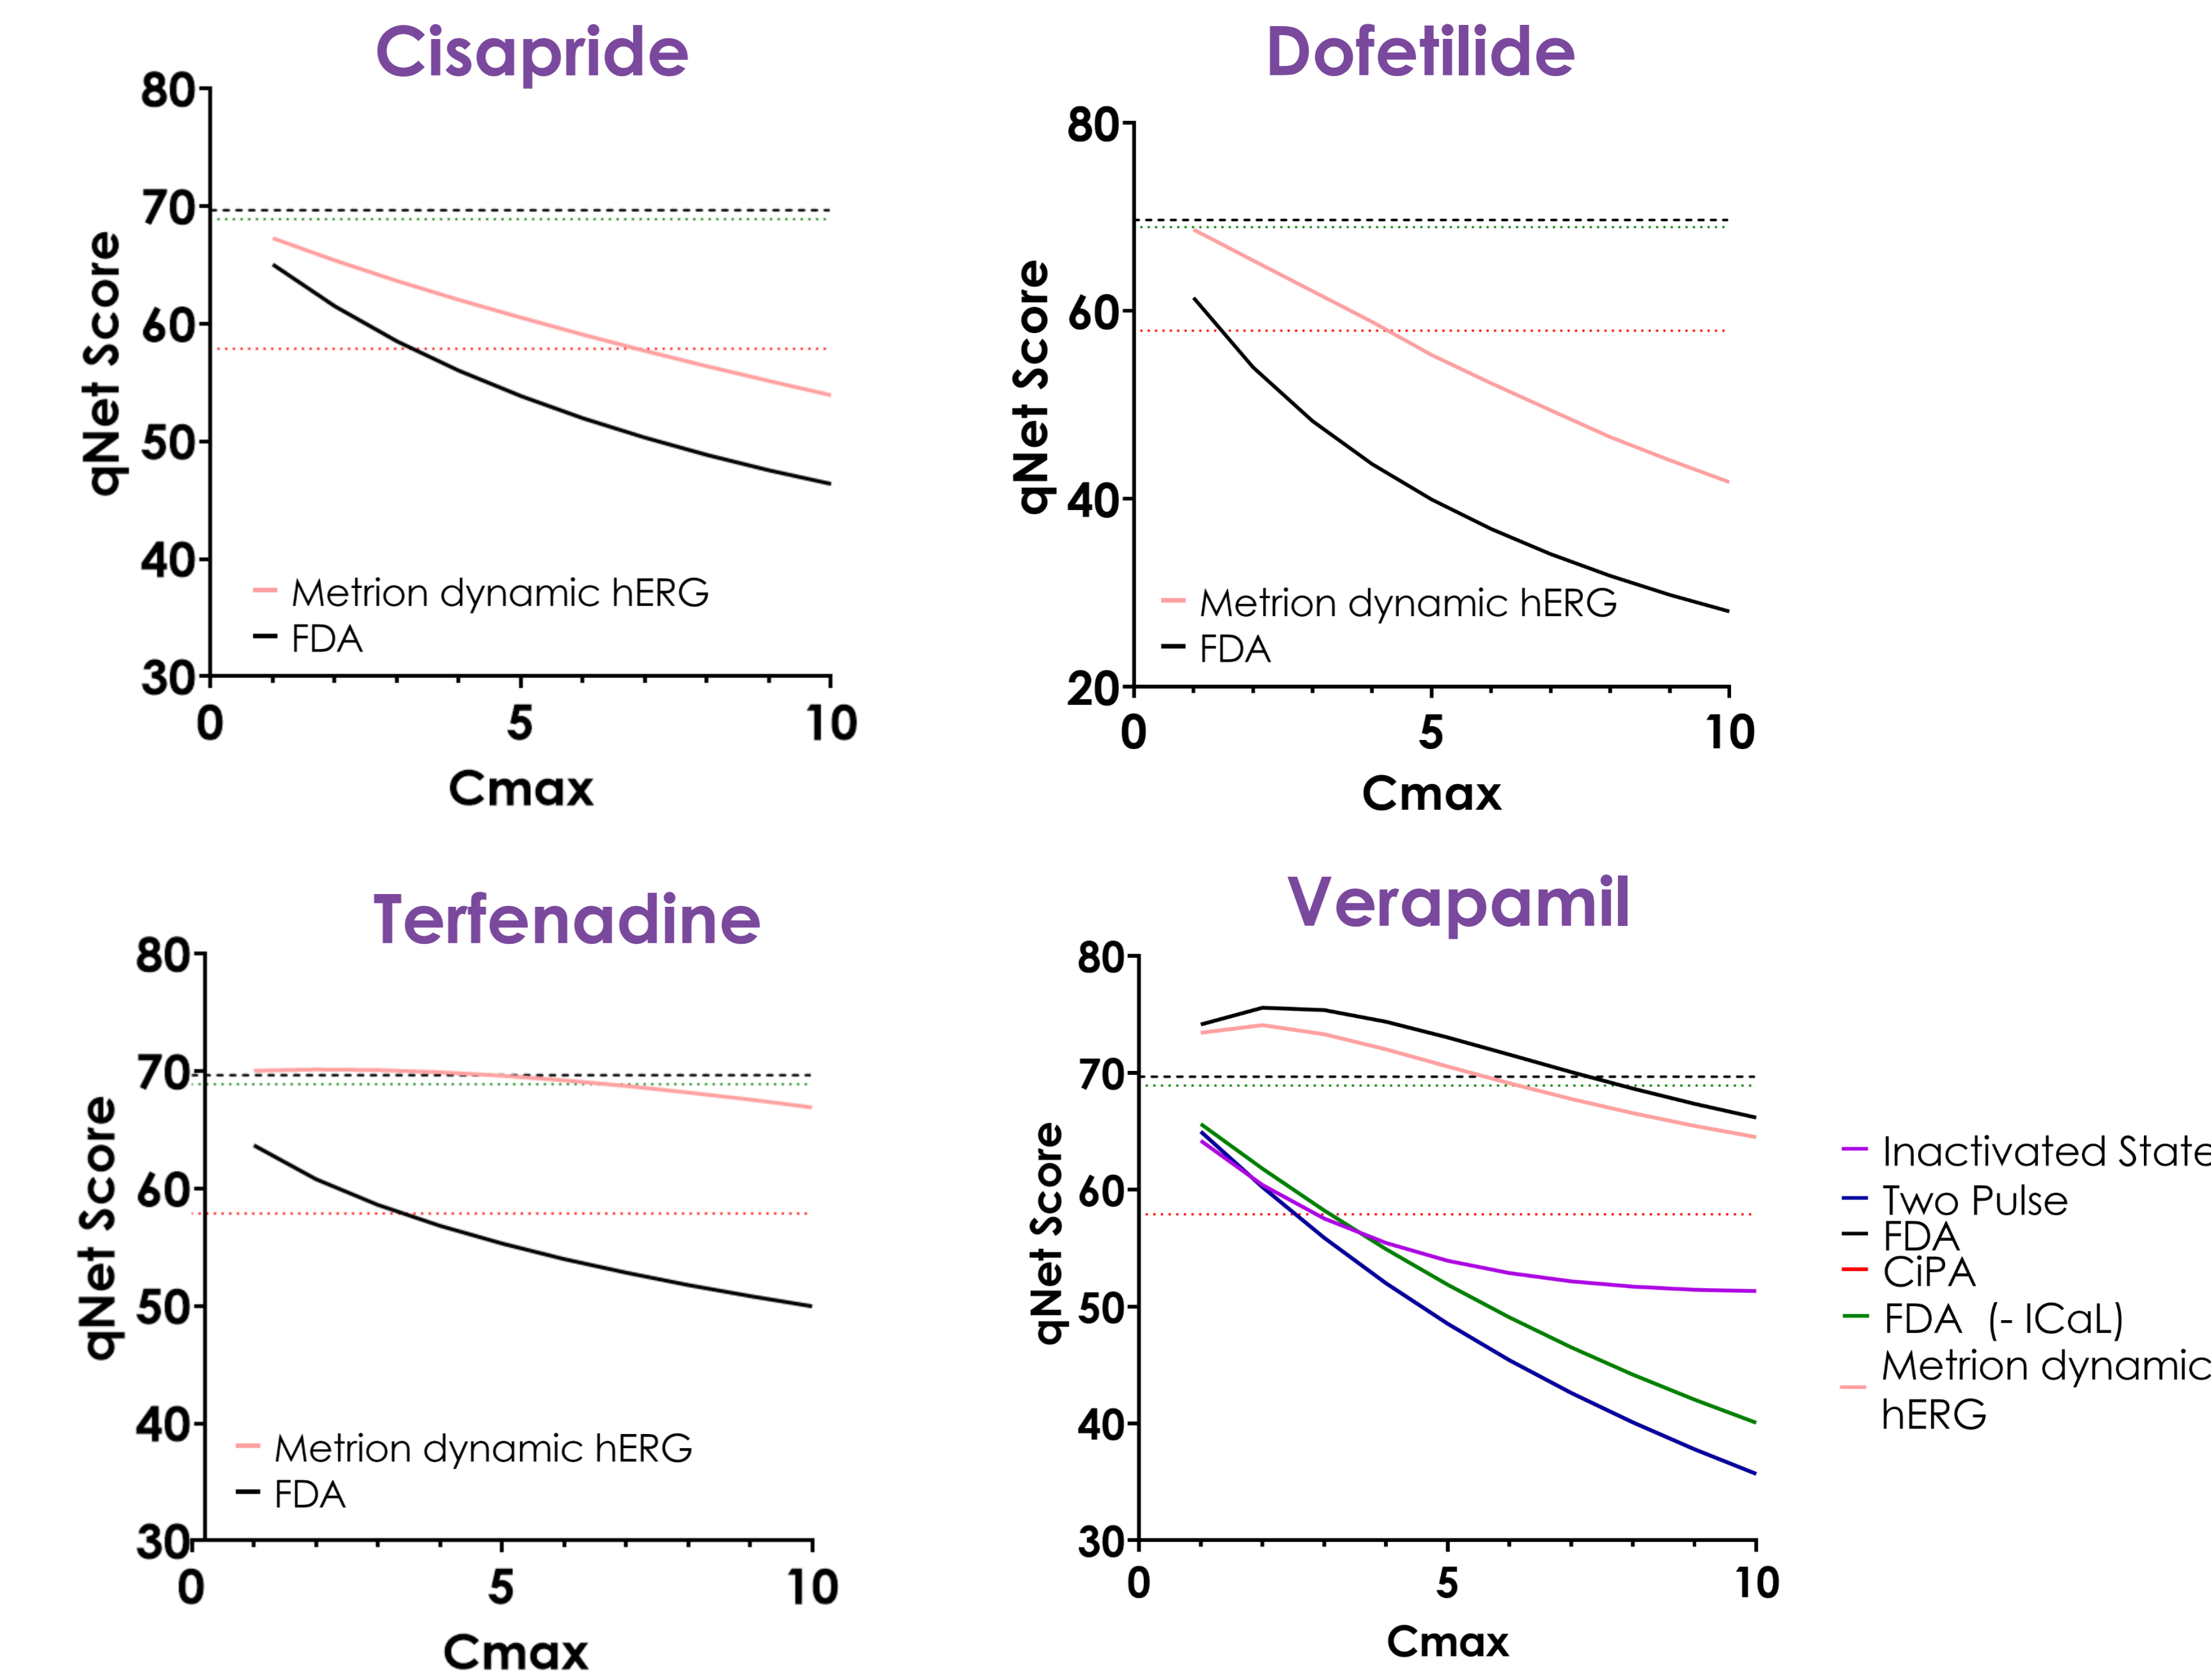 Cisapride
80
70
60
50
40
30
qNet Score
Metrion dynamic hERG
FDA
0 5 10
Cmax
Dofetilide
80
60
40
20
qNet Score
Metrion dynamic hERG
FDA
0 5 10
Cmax
Terfenadine
80
70
60
50
40
30
qNet Score
Metrion dynamic hERG
FDA
0 5 10
Cmax
Verapamil
80
70
60
50
40
30
qNet Score
0 5 10
Cmax
Inactivated State
Two Pulse
FDA
CiPA
FDA (- ICaL)
Metrion dynamic
hERG